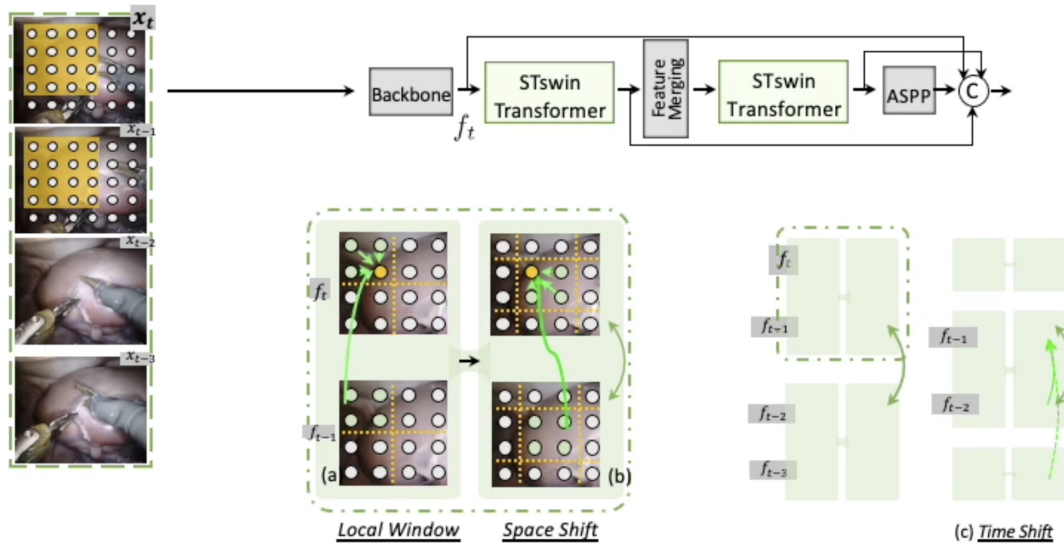 x_t
x_{t-1}
x_{t-2}
x_{t-3}
Backbone
f_t
STswin
Transformer
Feature
Merging
STswin
Transformer
ASPP
C
f_t
f_{t-1}
(a)
(b)
Local Window
Space Shift
f_t
f_{t-1}
f_{t-2}
f_{t-3}
f_{t-1}
f_{t-2}
(c) Time Shift